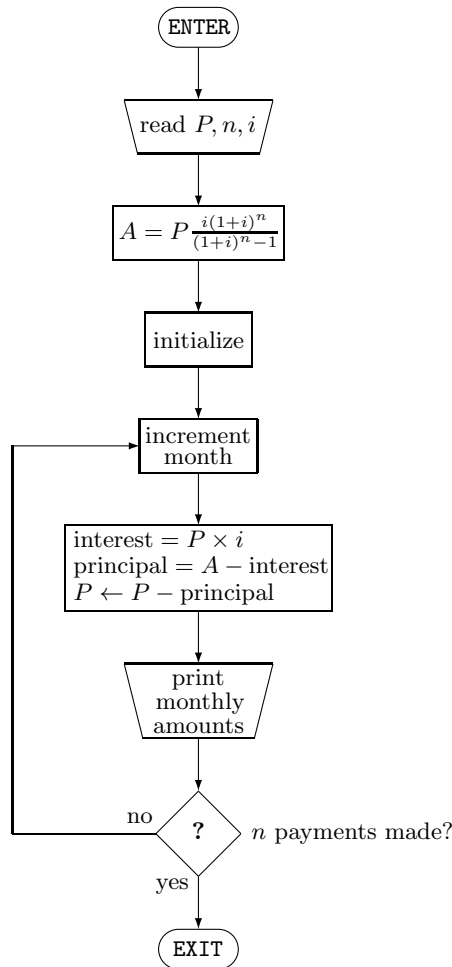 ENTER
read P, n, i
A = P i(1+i)^n / (1+i)^n−1
initialize
increment
month
interest = P × i
principal = A − interest
P ← P − principal
print
monthly
amounts
no
?
n payments made?
yes
EXIT